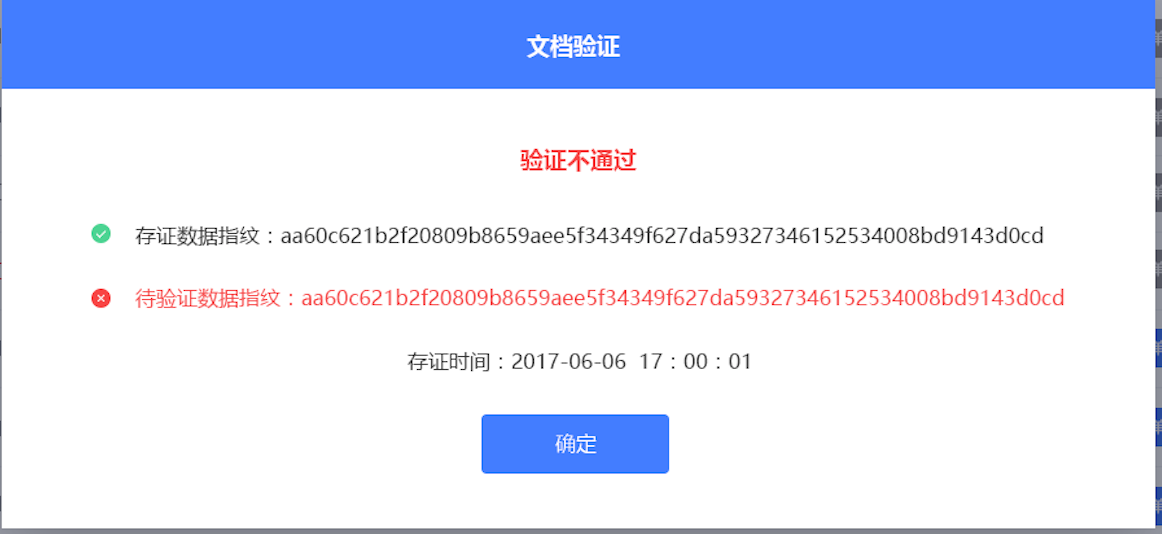 文档验证
验证不通过
存证数据指纹：aa60c621b2f20809b8659aee5f34349f627da59327346152534008bd9143d0cd
待验证数据指纹：aa60c621b2f20809b8659aee5f34349f627da59327346152534008bd9143d0cd
存证时间：2017-06-06 17：00：01
确定